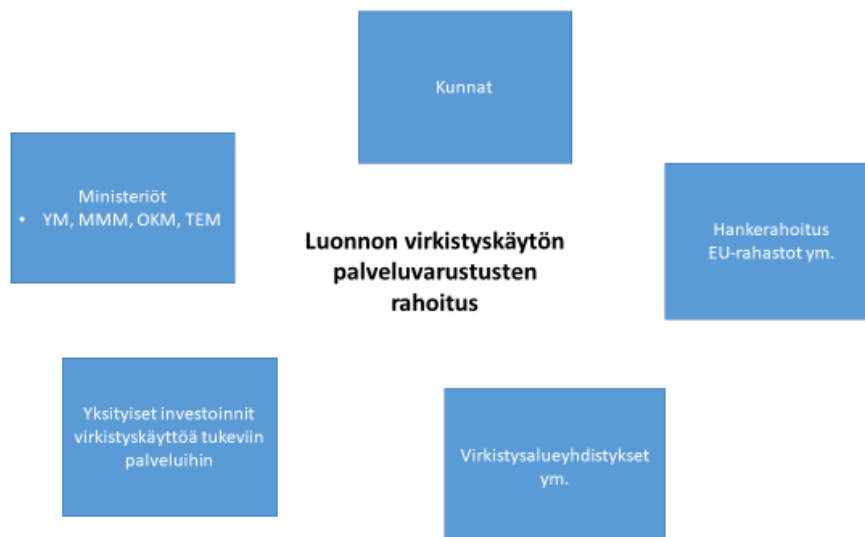 Kunnat
Ministeriöt
• YM, MMM, OKM, TEM
Hankerahoitus
EU-rahastot ym.
Luonnon virkistyskäytön
palveluvarustusten
rahoitus
Yksityiset investoinnit
virkistyskäyttöä tukeviin
palveluihin
Virkistysalueyhdistykset
ym.